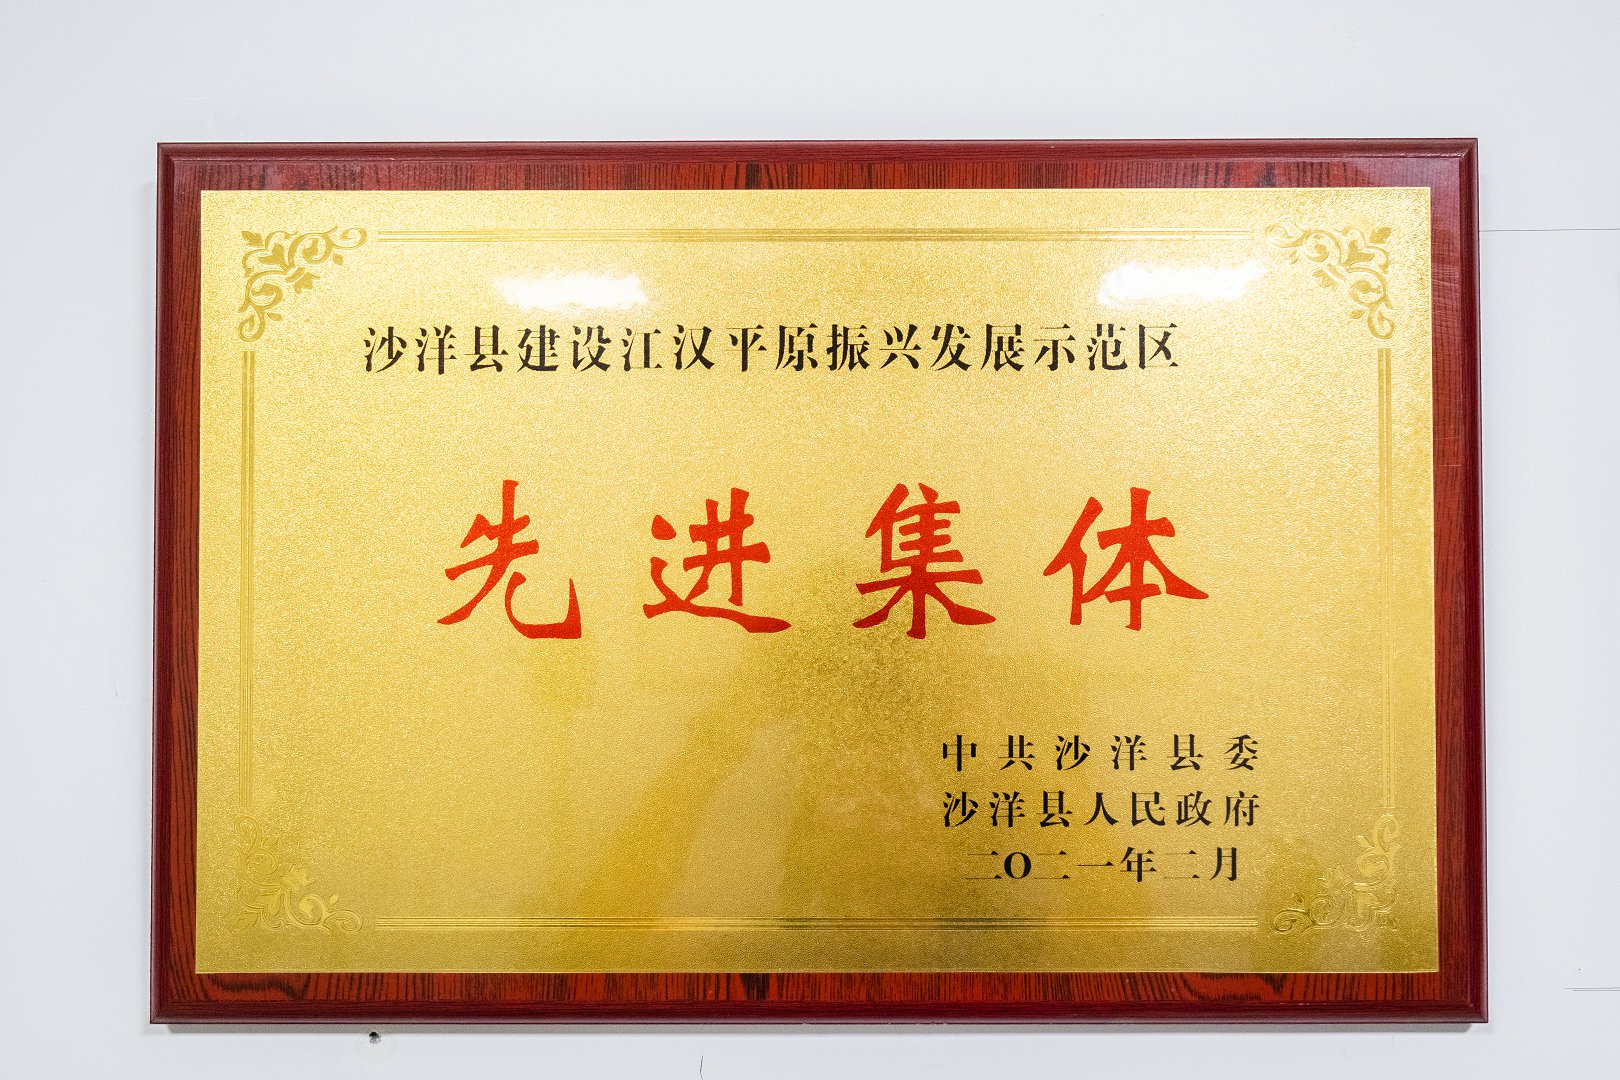 沙洋县建设江汉平原振兴发展示范区
先进集体
中共沙洋县委
沙洋县人民政府
二〇二一年二月